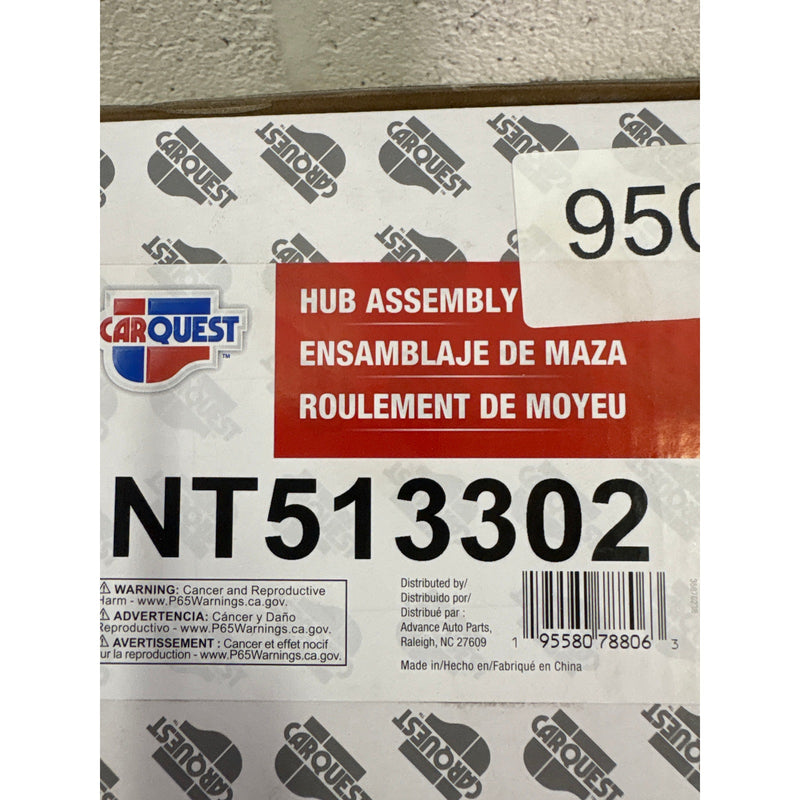 950
CARQUEST
TM
HUB ASSEMBLY
ENSAMBLAJE DE MAZA
ROULEMENT DE MOYEU
NT513302
⚠ WARNING: Cancer and Reproductive
Harm - www.P65Warnings.ca.gov.
⚠ ADVERTENCIA: Cáncer y Daño
Reproductivo - www.P65Warnings.ca.gov.
⚠ AVERTISSEMENT : Cancer et effet nocif
ur la reproduction - www.P65Warnings.ca.gov.
Distributed by/
Distribuido por/
Distribué par :
Advance Auto Parts,
Raleigh, NC 27609
Made in/Hecho en/Fabriqué en China
1 95580 78806 3